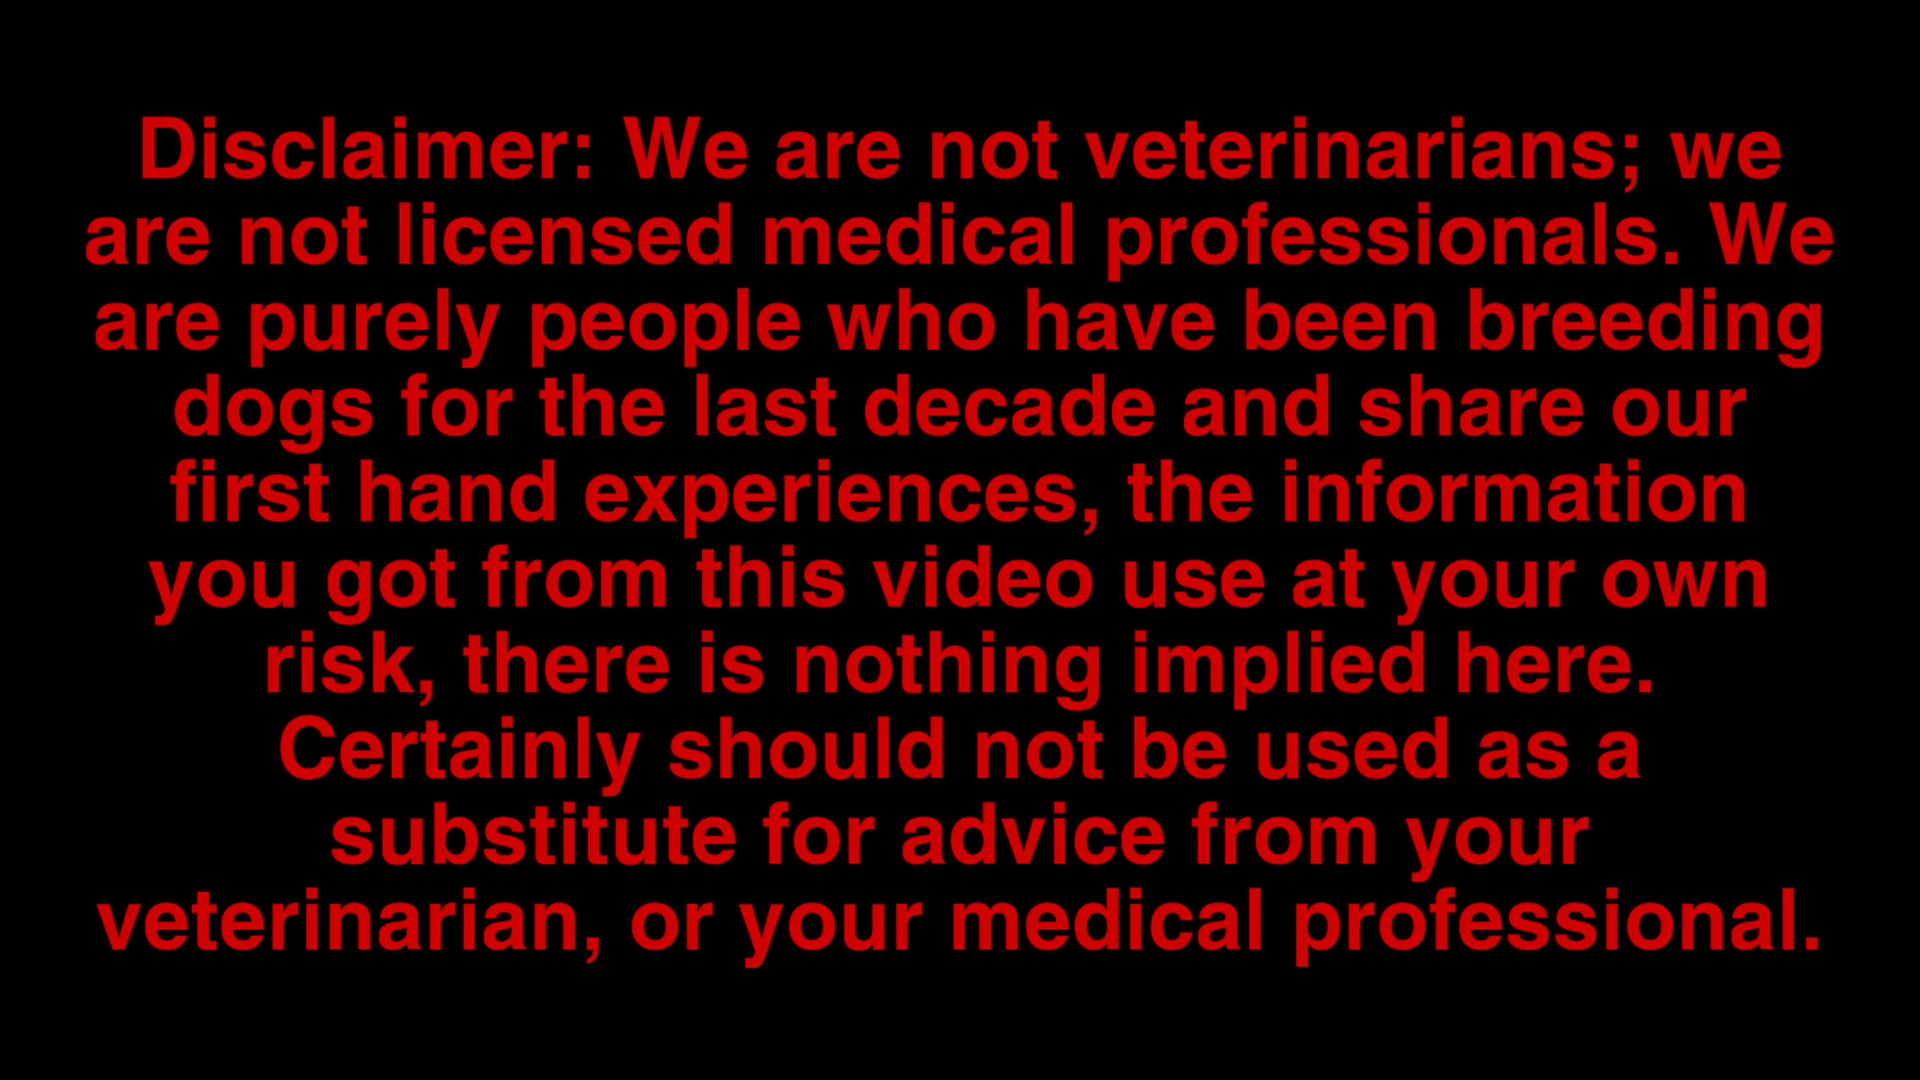 Disclaimer: We are not veterinarians; we
are not licensed medical professionals. We
are purely people who have been breeding
dogs for the last decade and share our
first hand experiences, the information
you got from this video use at your own
risk, there is nothing implied here.
Certainly should not be used as a
substitute for advice from your
veterinarian, or your medical professional.